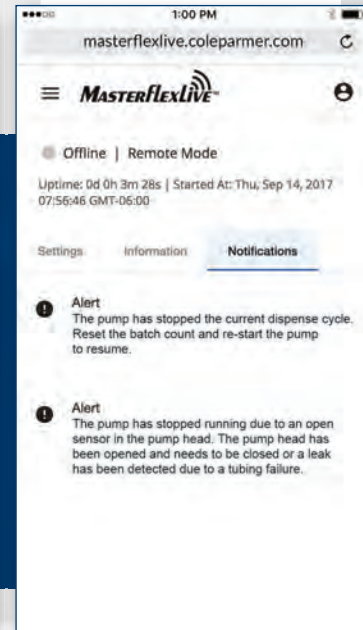 1:00 PM
masterflexlive.coleparmer.com
MASTERFLEXLIVE™
Offline | Remote Mode
Uptime: 0d 0h 3m 28s | Started At: Thu, Sep 14, 2017
07:56:46 GMT-06:00
Settings Information Notifications
Alert
The pump has stopped the current dispense cycle.
Reset the batch count and re-start the pump
to resume.
Alert
The pump has stopped running due to an open
sensor in the pump head. The pump head has
been opened and needs to be closed or a leak
has been detected due to a tubing failure.